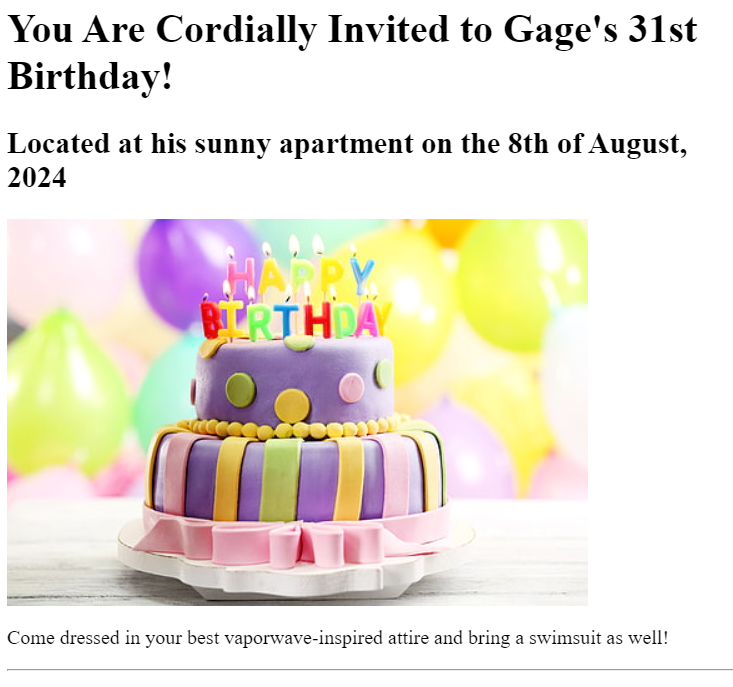 You Are Cordially Invited to Gage's 31st
Birthday!
Located at his sunny apartment on the 8th of August,
2024
HAPPY
BIRTHDAY
Come dressed in your best vaporwave-inspired attire and bring a swimsuit as well!